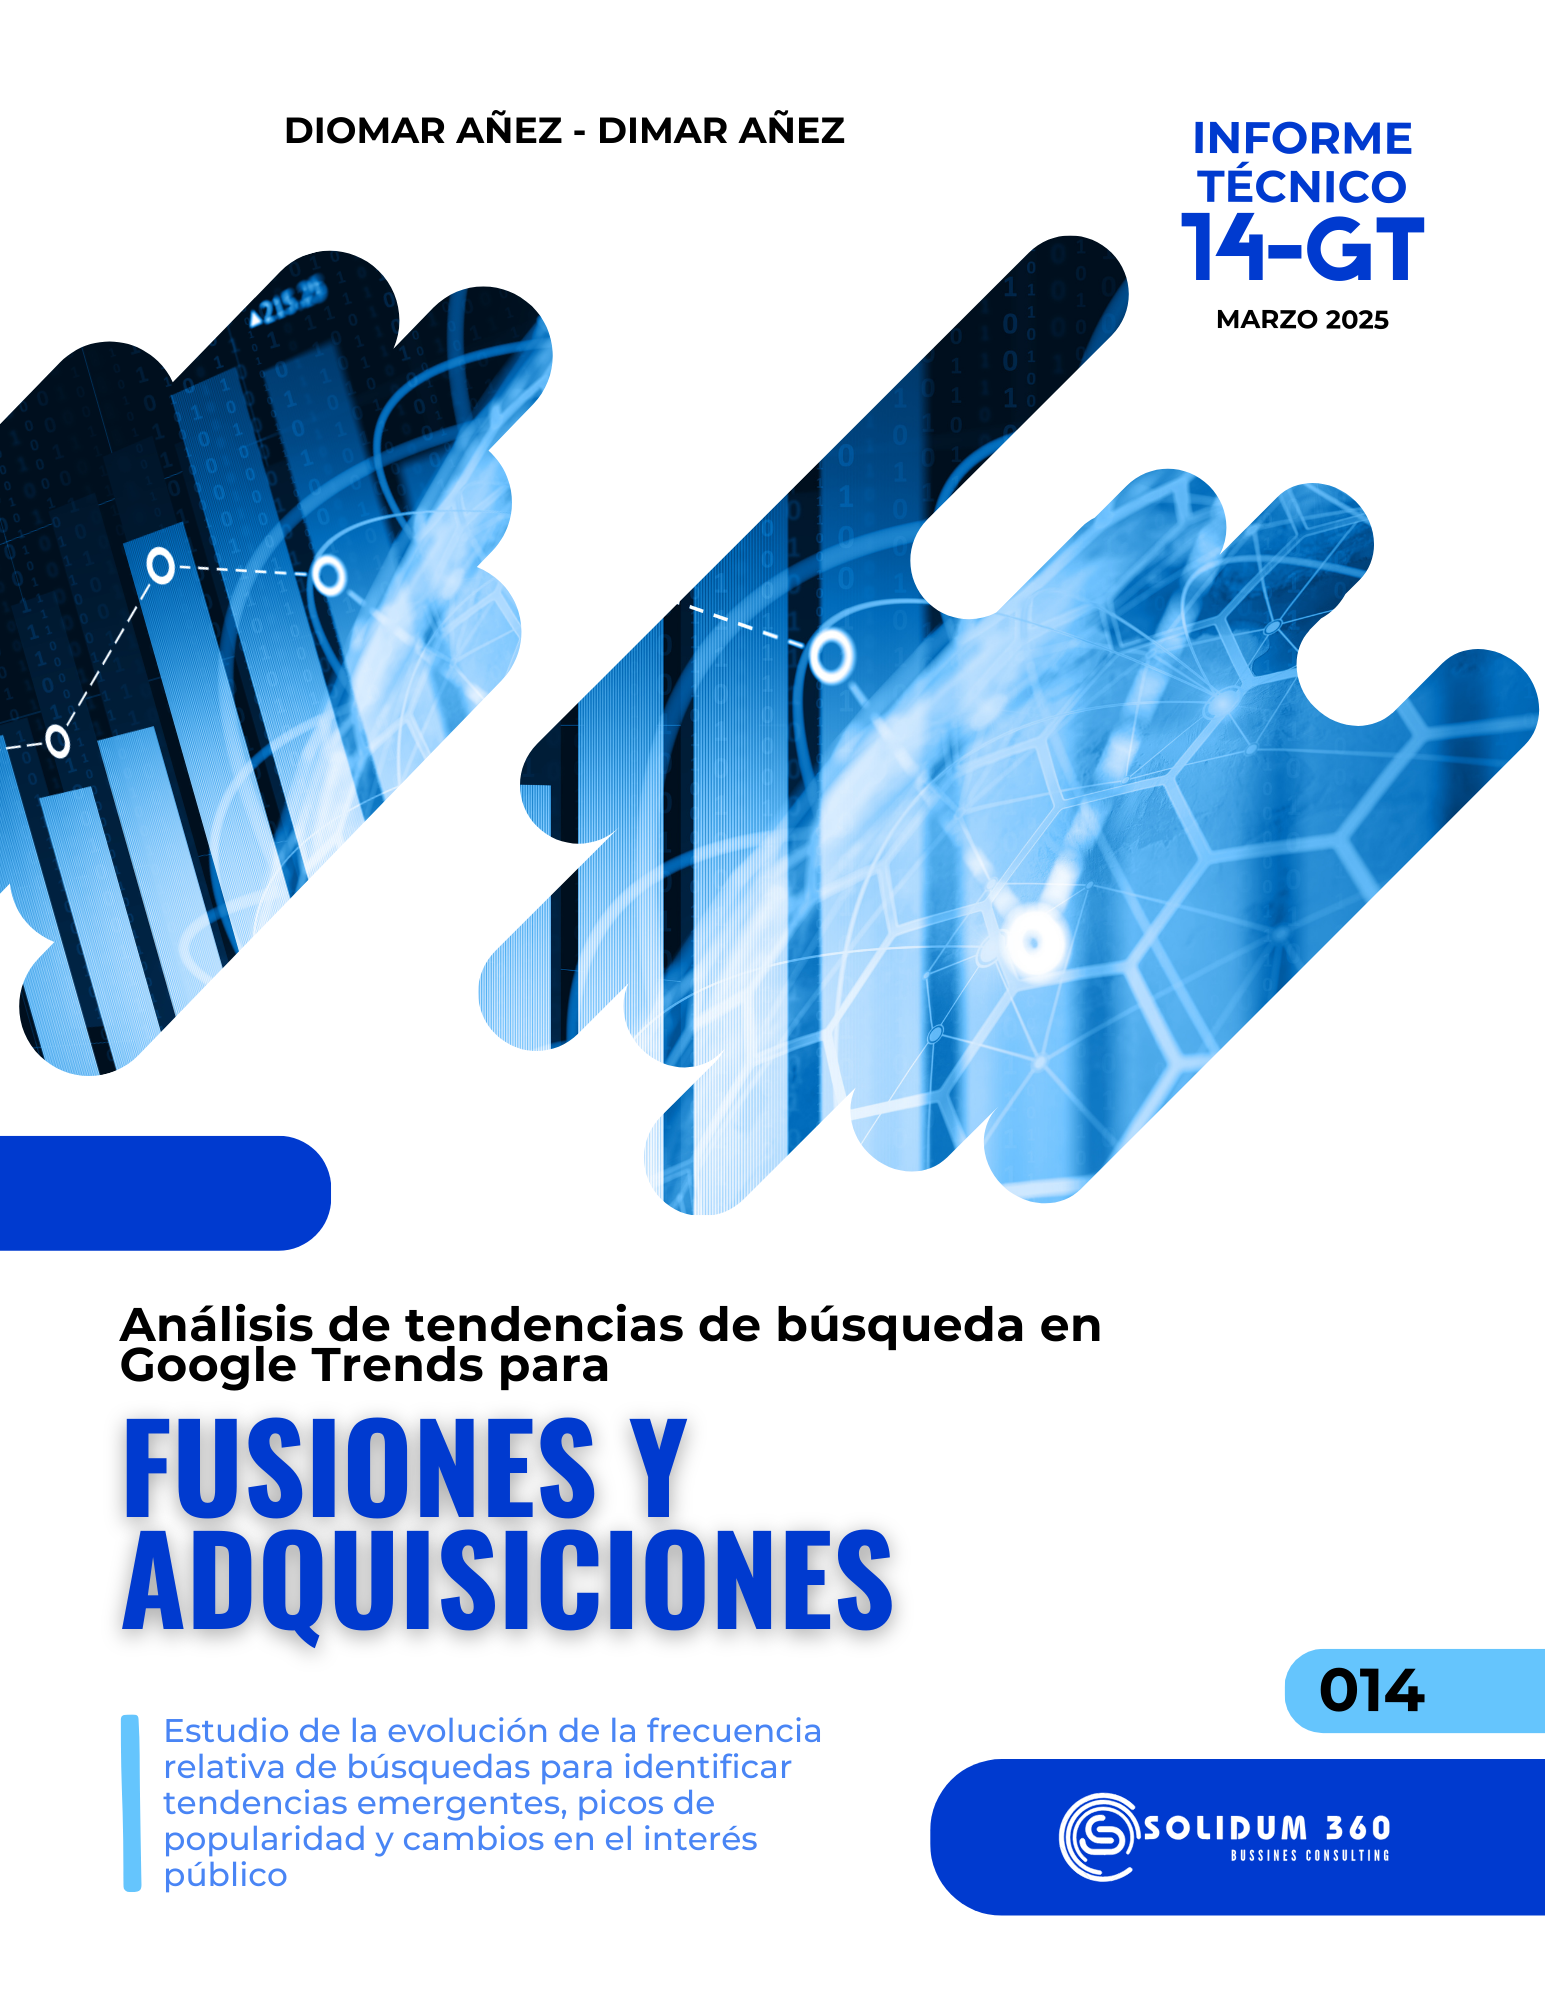 DIOMAR AÑEZ - DIMAR AÑEZ
INFORME
TÉCNICO
14-GT
MARZO 2025
▲215.29
Análisis de tendencias de búsqueda en
Google Trends para
FUSIONES Y
ADQUISICIONES
Estudio de la evolución de la frecuencia
relativa de búsquedas para identificar
tendencias emergentes, picos de
popularidad y cambios en el interés
público
014
SOLIDUM 360
BUSSINES CONSULTING